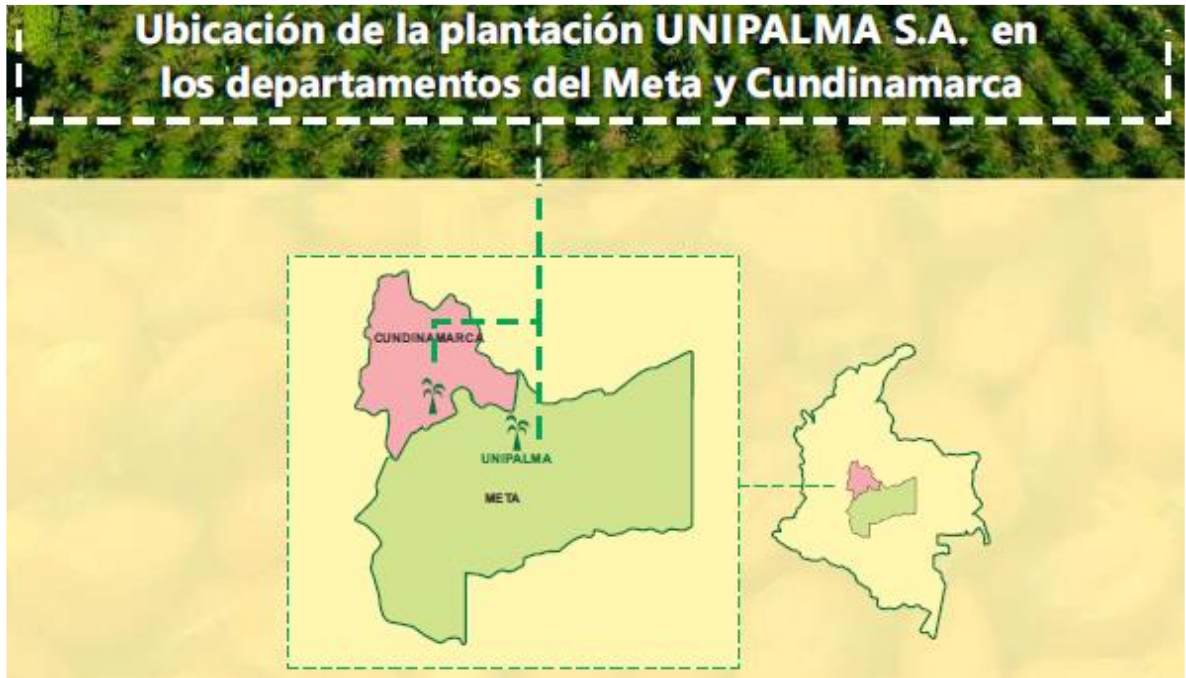 Ubicación de la plantación UNIPALMA S.A. en
los departamentos del Meta y Cundinamarca
CUNDINAMARCA
UNIPALMA
META